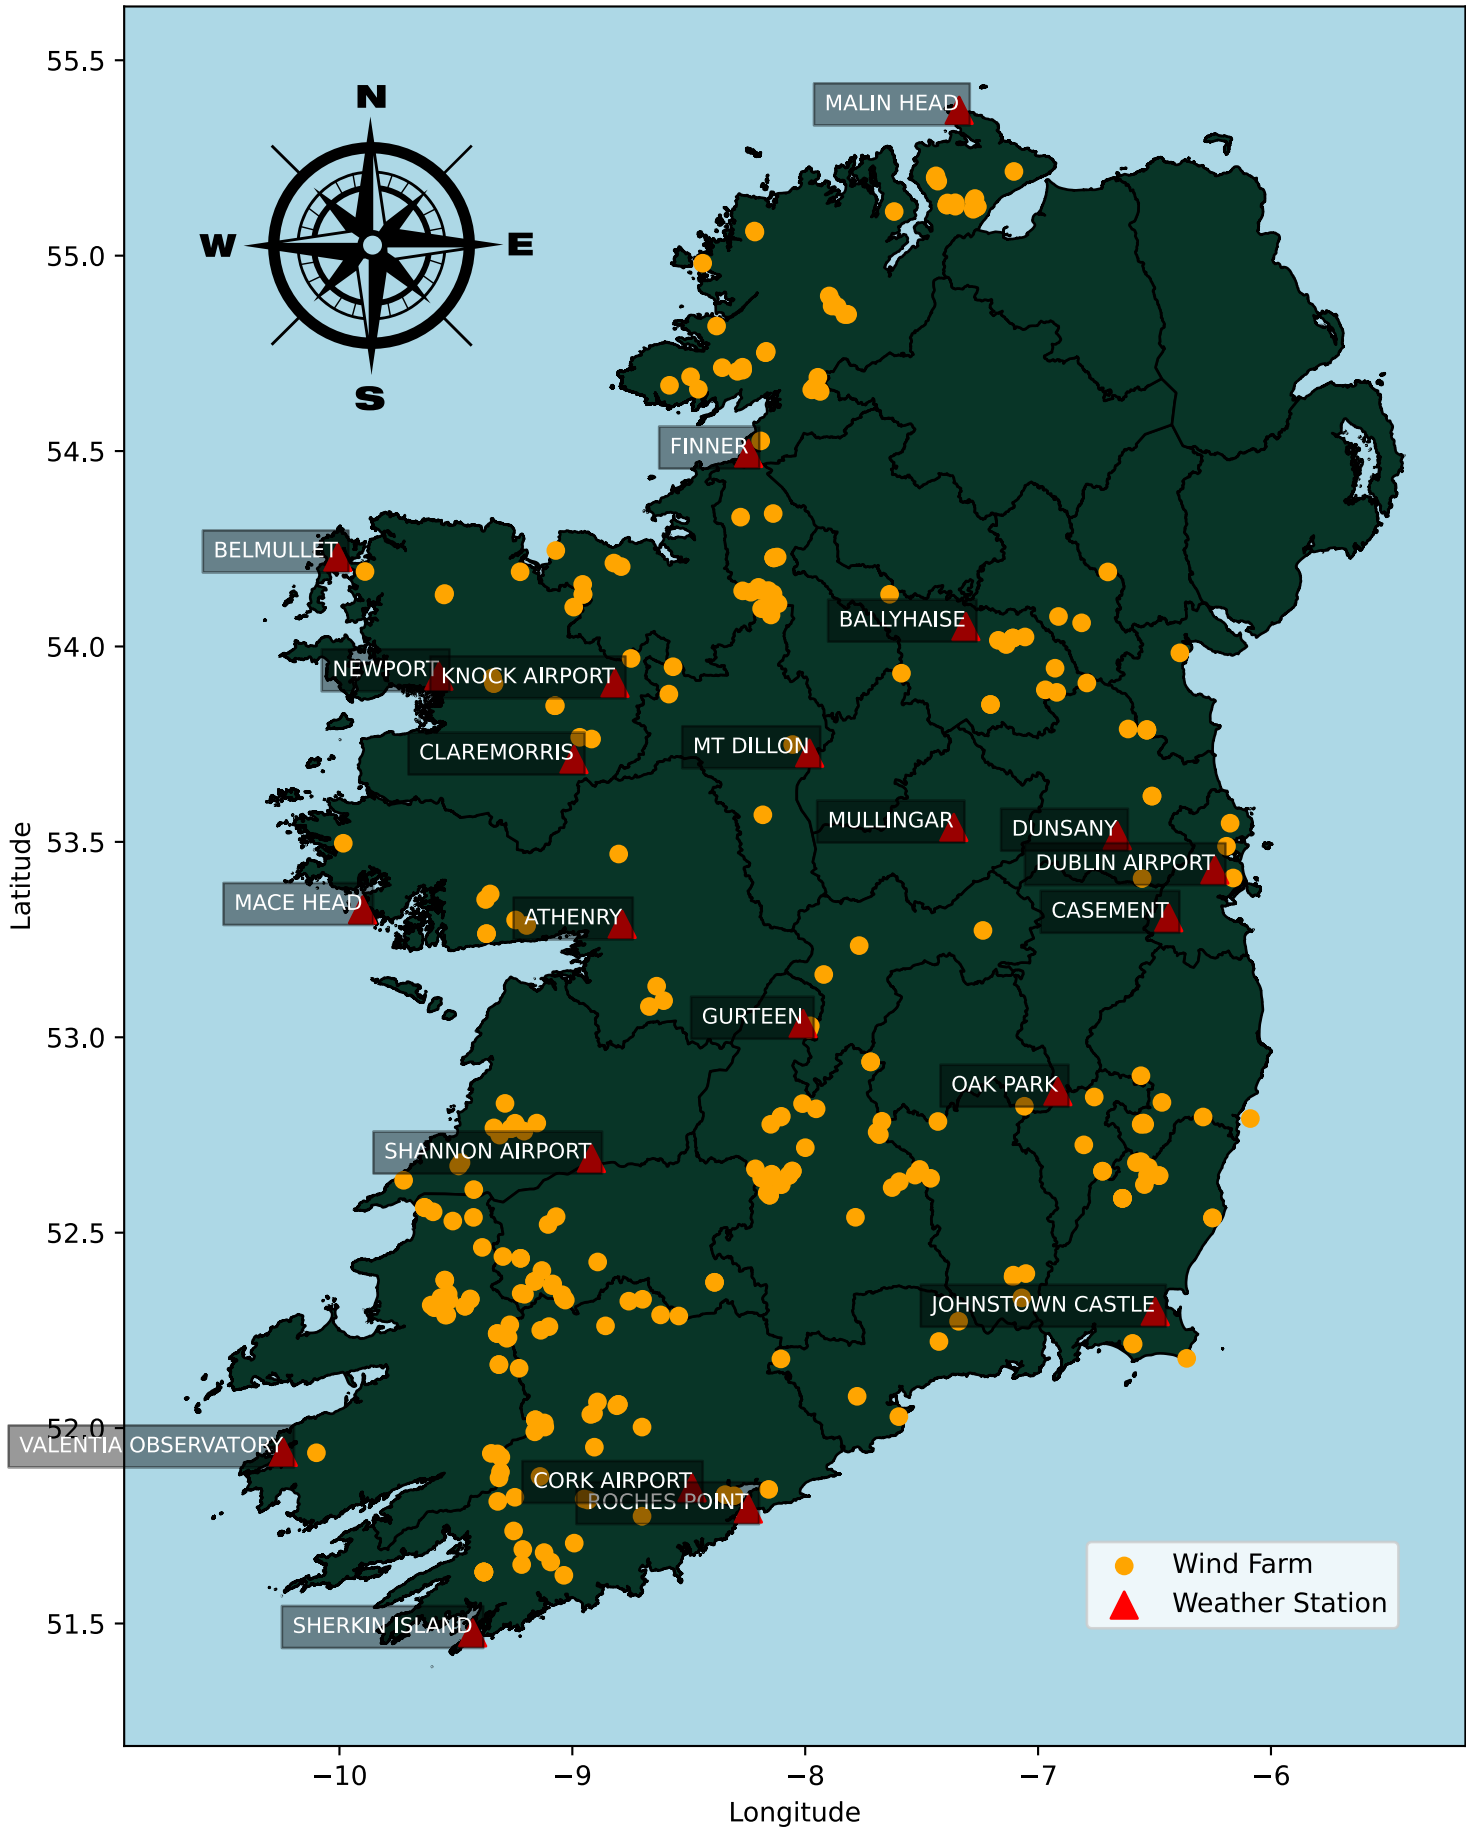 55.5
N
MALIN HEAD
W
E
55.0
S
FINNER
54.5
BELMULLET
BALLYHAISE
54.0
NEWPORT
KNOCK AIRPORT
MT DILLON
CLAREMORRIS
MULLINGAR
DUNSANY
53.5
DUBLIN AIRPORT
Latitude
MACE HEAD
CASEMENT
ATHENRY
GURTEEN
53.0
OAK PARK
SHANNON AIRPORT
52.5
JOHNSTOWN CASTLE
52.0
VALENTIA OBSERVATORY
CORK AIRPORT
ROCHES POINT
Wind Farm
Weather Station
51.5
SHERKIN ISLAND
−10
−9
−8
−7
−6
Longitude